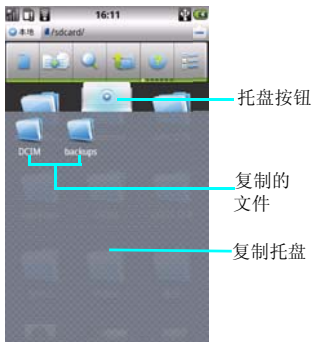 16:11
本地 /sdcard/
托盘按钮
DCIM backups
复制的
文件
复制托盘